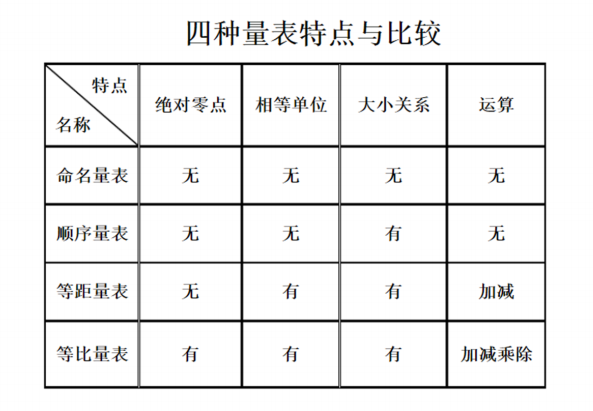 四种量表特点与比较
特点
名称
绝对零点 相等单位 大小关系 运算
命名量表 无 无 无 无
顺序量表 无 无 有 无
等距量表 无 有 有 加减
等比量表 有 有 有 加减乘除